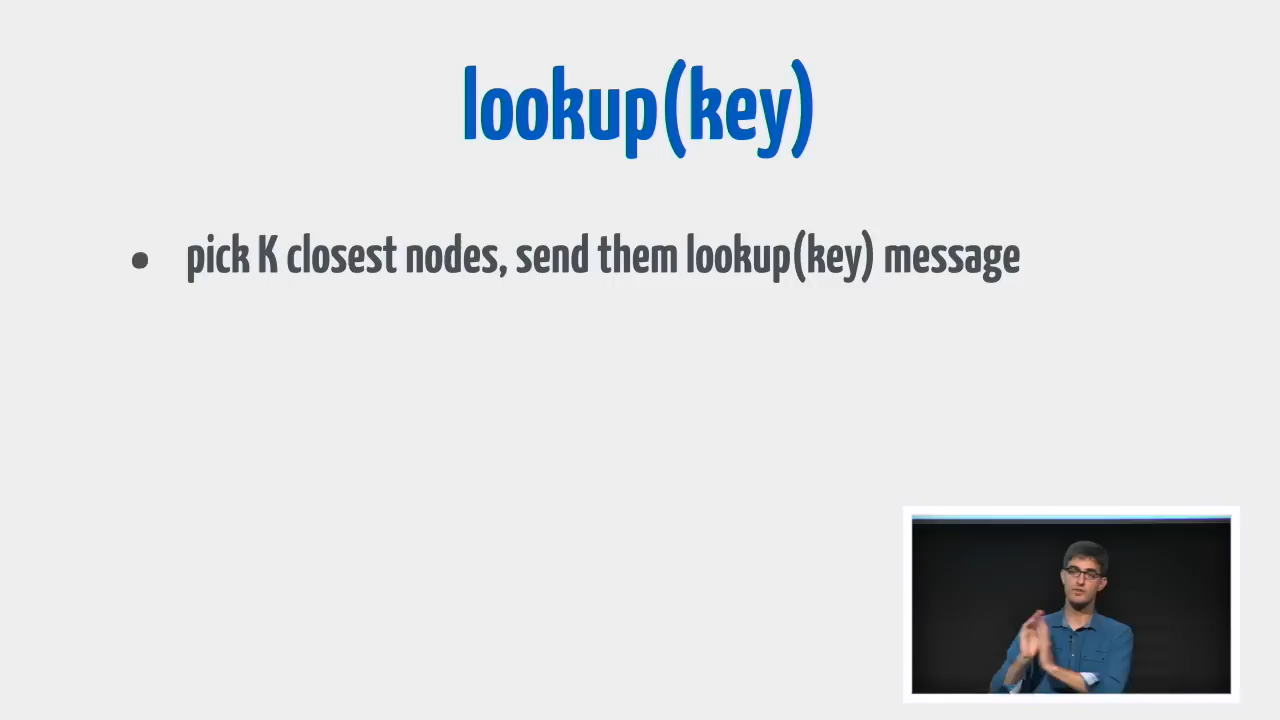 lookup(key)
• pick K closest nodes, send them lookup(key) message